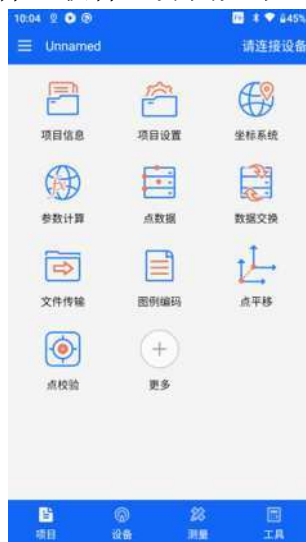 10:04
45%
Unnamed
请连接设备
项目信息
项目设置
坐标系统
参数计算
点数据
数据交换
文件传输
图例编码
点平移
点校验
更多
项目
设备
测量
工具